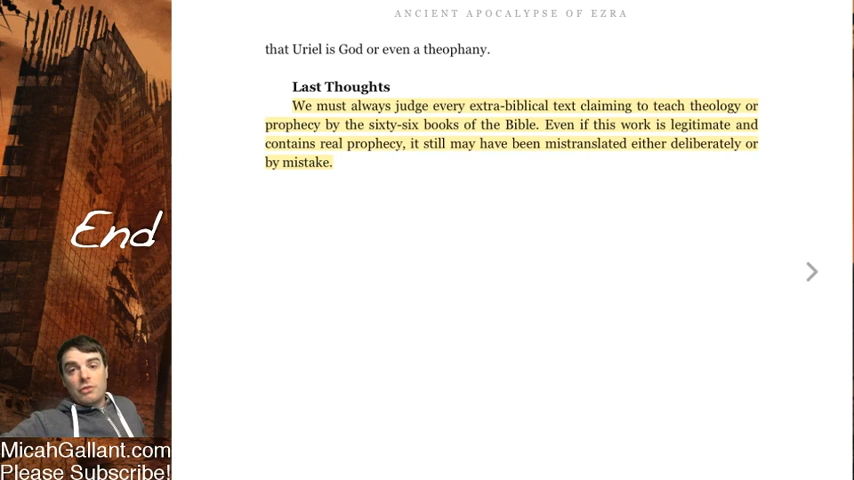 ANCIENT APOCALYPSE OF EZRA
that Uriel is God or even a theophany.
Last Thoughts
We must always judge every extra-biblical text claiming to teach theology or
prophecy by the sixty-six books of the Bible. Even if this work is legitimate and
contains real prophecy, it still may have been mistranslated either deliberately or
by mistake.
End
MicahGallant.com
Please Subscribe!